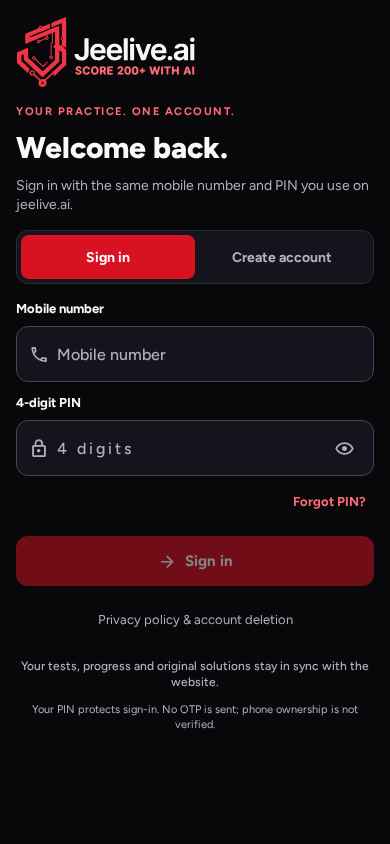 Jeelive.ai
SCORE 200+ WITH AI
YOUR PRACTICE. ONE ACCOUNT.
Welcome back.
Sign in with the same mobile number and PIN you use on
jeelive.ai.
Sign in
Create account
Mobile number
Mobile number
4-digit PIN
4 digits
Forgot PIN?
Sign in
Privacy policy & account deletion
Your tests, progress and original solutions stay in sync with the
website.
Your PIN protects sign-in. No OTP is sent; phone ownership is not
verified.